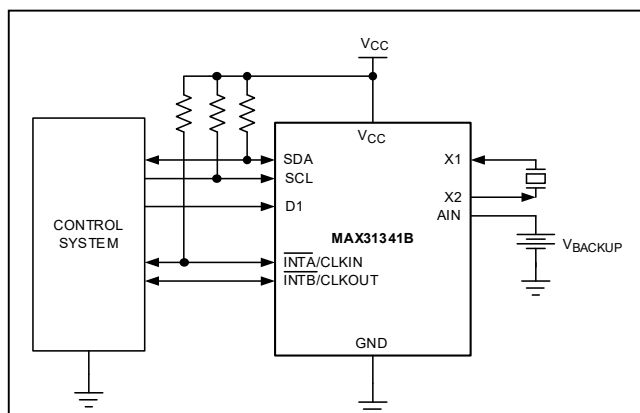 VCC
VCC
SDA
SCL
D1
X1
X2
AIN
MAX31341B
CONTROL
SYSTEM
VBACKUP
INTA/CLKIN
INTB/CLKOUT
GND